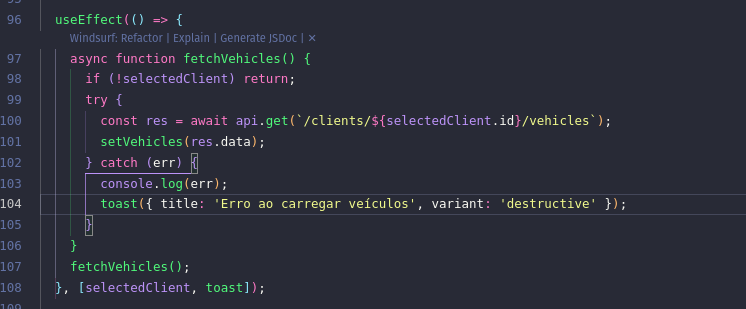 96 useEffect(() => {
Windsurf: Refactor | Explain | Generate JSDoc | ✕
97 async function fetchVehicles() {
98 if (!selectedClient) return;
99 try {
100 const res = await api.get(`/clients/${selectedClient.id}/vehicles`);
101 setVehicles(res.data);
102 } catch (err) {
103 console.log(err);
104 toast({ title: 'Erro ao carregar veículos', variant: 'destructive' });
105 }
106 }
107 fetchVehicles();
108 }, [selectedClient, toast]);